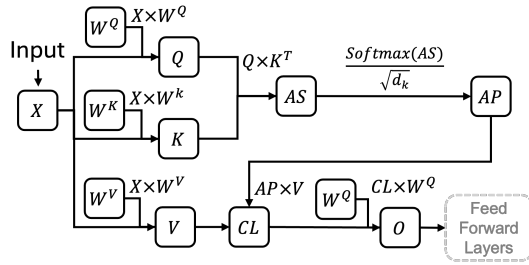 W^Q
X×W^Q
Input
Q
Q×K^T
Softmax(AS)
√d_k
X
W^K
X×W^k
AS
AP
K
W^V
X×W^V
AP×V
W^Q
CL×W^Q
V
CL
O
Feed
Forward
Layers